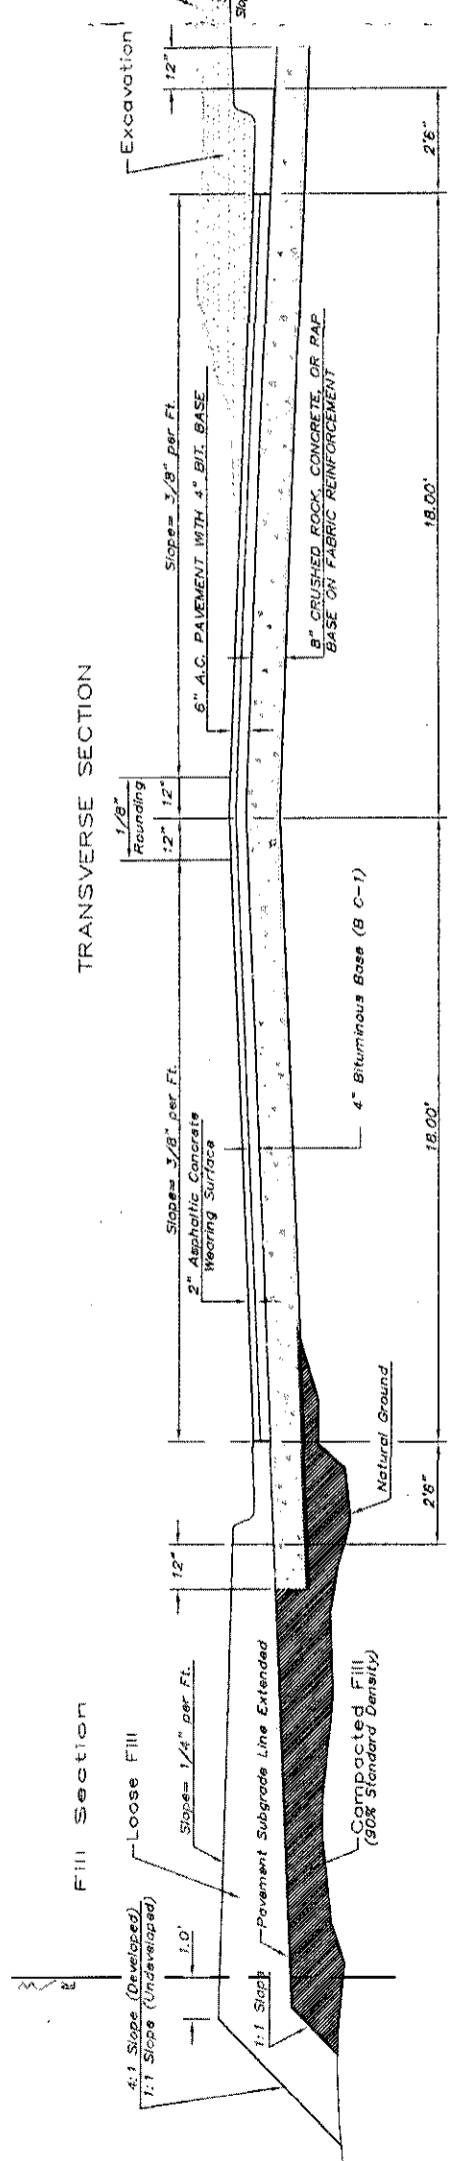 TRANSVERSE SECTION
Fill Section
Excavation
Slop
4:1 Slope (Developed)
1:1 Slope (Undeveloped)
1.0'
Loose Fill
Slope= 1/4" per Ft.
12"
Slope= 3/8" per Ft.
2" Asphaltic Concrete
Wearing Surface
1/8"
Rounding
12"
12"
Slope= 3/8" per Ft.
6" A.C. PAVEMENT WITH 4" BIT. BASE
12"
1:1 Slope
Pavement Subgrade Line Extended
Compacted Fill
(90% Standard Density)
Natural Ground
4" Bituminous Base (B C-1)
8" CRUSHED ROCK, CONCRETE, OR RAP
BASE ON FABRIC REINFORCEMENT
2'6"
18.00'
18.00'
2'6"